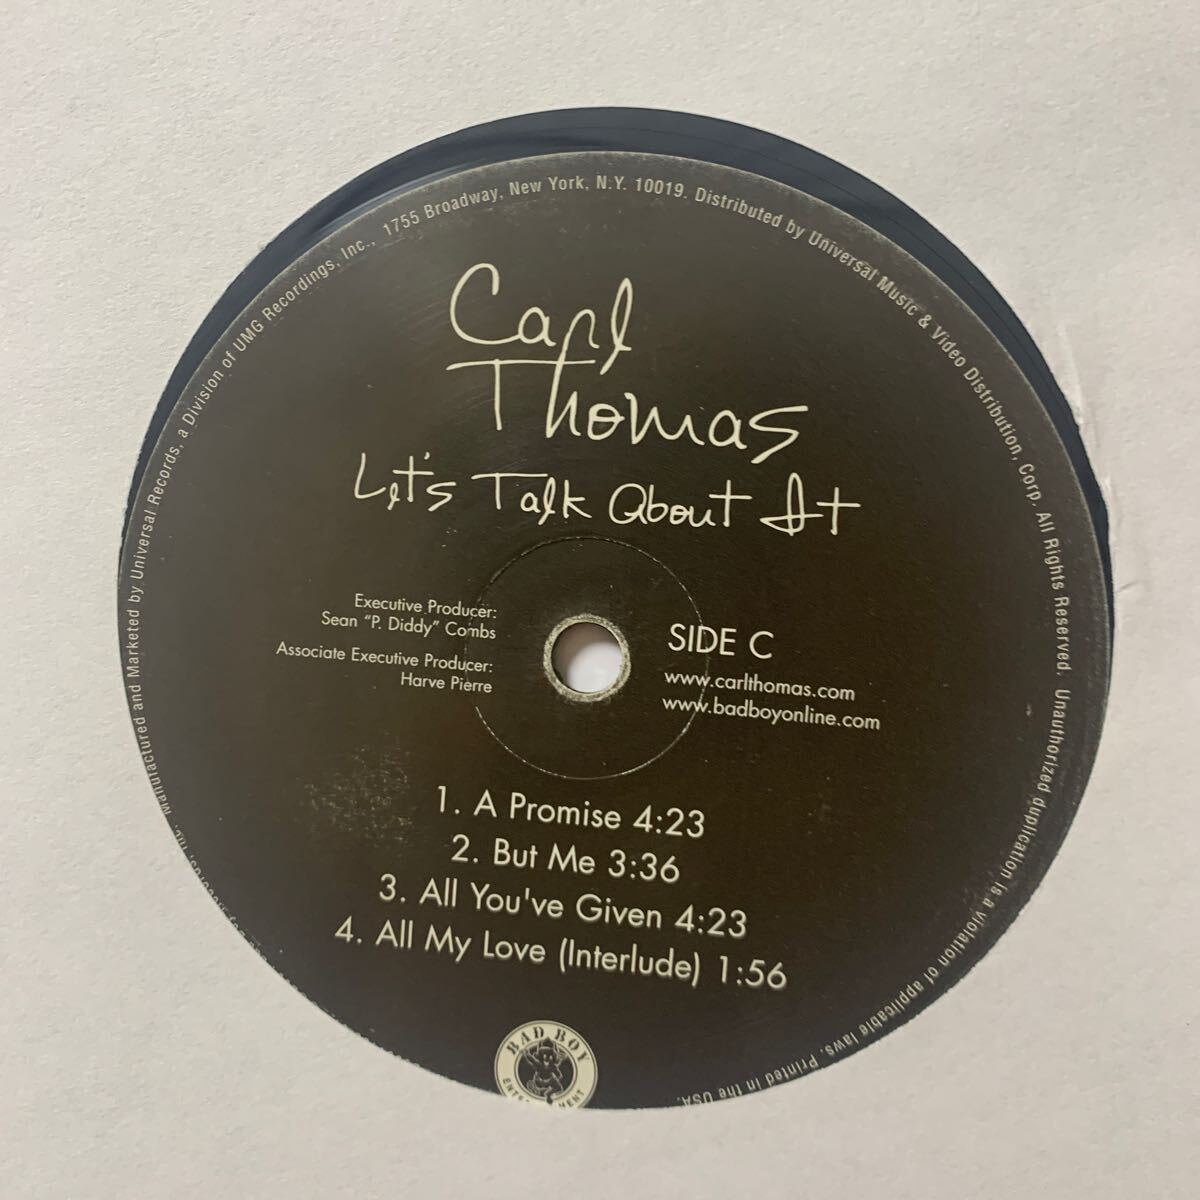 Carl
Thomas
Let's Talk About It
Executive Producer:
Sean "P. Diddy" Combs
Associate Executive Producer:
Harve Pierre
SIDE C
www.carlthomas.com
www.badboyonline.com
1. A Promise 4:23
2. But Me 3:36
3. All You've Given 4:23
4. All My Love (Interlude) 1:56
BAD BOY
Manufactured and Marketed by Universal Records, a Division of UMG Recordings, Inc., 1755 Broadway, New York, N.Y. 10019. Distributed by Universal Music & Video Distribution, Corp. All Rights Reserved. Unauthorized duplication is a violation of applicable laws. Printed in the USA.